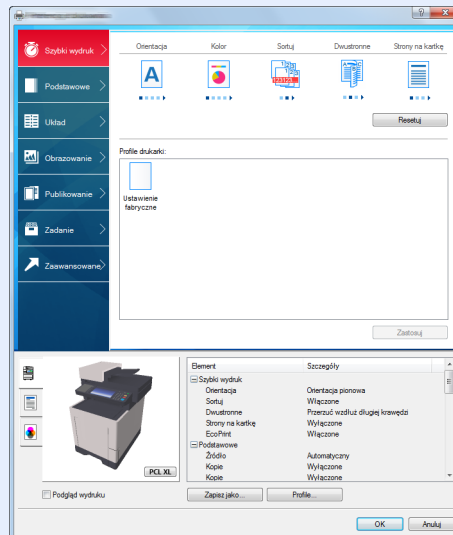 Szybki wydruk
Podstawowe
Układ
Obrazowanie
Publikowanie
Zadanie
Zaawansowane
Orientacja Kolor Sortuj Dwustronne Strony na kartkę
A 123123 A B C
Resetuj
Profile drukarki:
Ustawienie
fabryczne
Zastosuj
PCL XL
Podgląd wydruku
Element Szczegóły
Szybki wydruk
Orientacja Orientacja pionowa
Sortuj Włączone
Dwustronne Przerzuć wzdłuż długiej krawędzi
Strony na kartkę Wyłączone
EcoPrint Włączone
Podstawowe
Źródło Automatyczny
Kopie Wyłączone
Kopie Wyłączone
Zapisz jako... Profile...
OK Anuluj